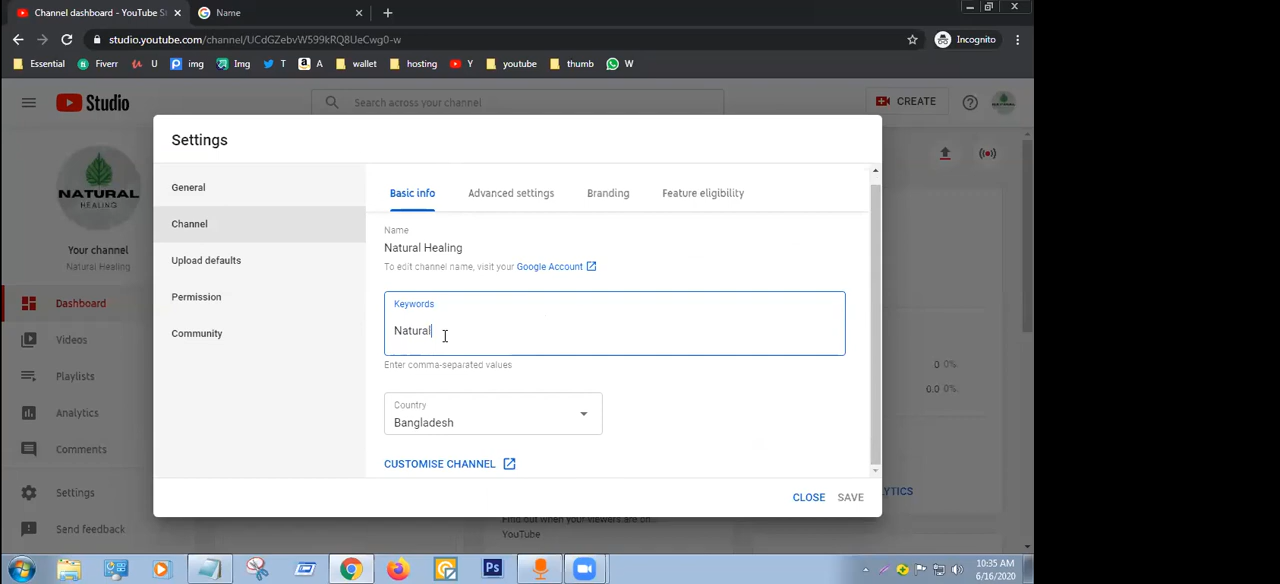 Channel dashboard - YouTube S
Name
studio.youtube.com/channel/UCdGZebvW599kRQ8UeCwg0-w
Incognito
Essential
Fiverr
U
img
Img
T
A
wallet
hosting
Y
youtube
thumb
W
Studio
Search across your channel
CREATE
NATURAL
HEALING
Your channel
Natural Healing
Dashboard
Videos
Playlists
Analytics
Comments
Settings
Send feedback
Settings
General
Channel
Upload defaults
Permission
Community
Basic info
Advanced settings
Branding
Feature eligibility
Name
Natural Healing
To edit channel name, visit your Google Account
Keywords
Natural
Enter comma-separated values
Country
Bangladesh
CUSTOMISE CHANNEL
CLOSE
SAVE
0 0%
0.0 0%
YTICS
Find out when your viewers are on...
YouTube
Ps
10:35 AM
6/16/2020